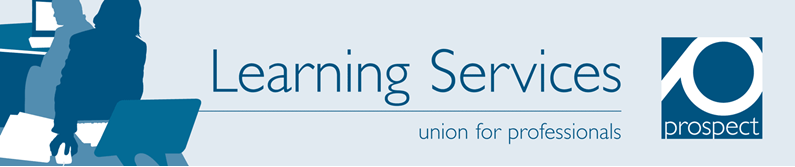 Learning Services
union for professionals
prospect